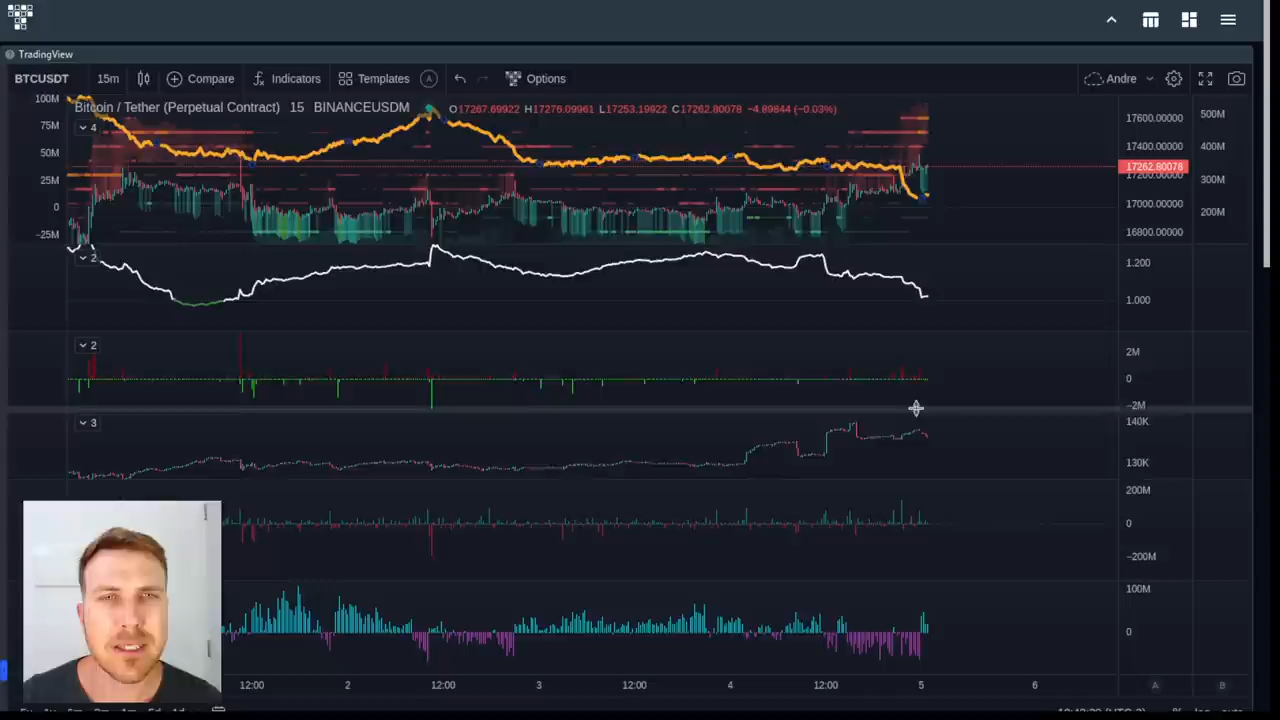 TradingView
BTCUSDT 15m Compare Indicators Templates A Options Andre
Bitcoin / Tether (Perpetual Contract) 15 BINANCEUSDM O17267.69922 H17276.09961 L17253.19922 C17262.80078 −4.89844 (−0.03%)
100M
75M
50M
25M
0
−25M
4
17600.00000
17400.00000
17262.80078
17200.00000
17000.00000
16800.00000
500M
400M
300M
200M
2
1.200
1.000
2
2M
0
−2M
3
140K
130K
200M
0
−200M
100M
0
12:00 2 12:00 3 12:00 4 12:00 5 6 A B